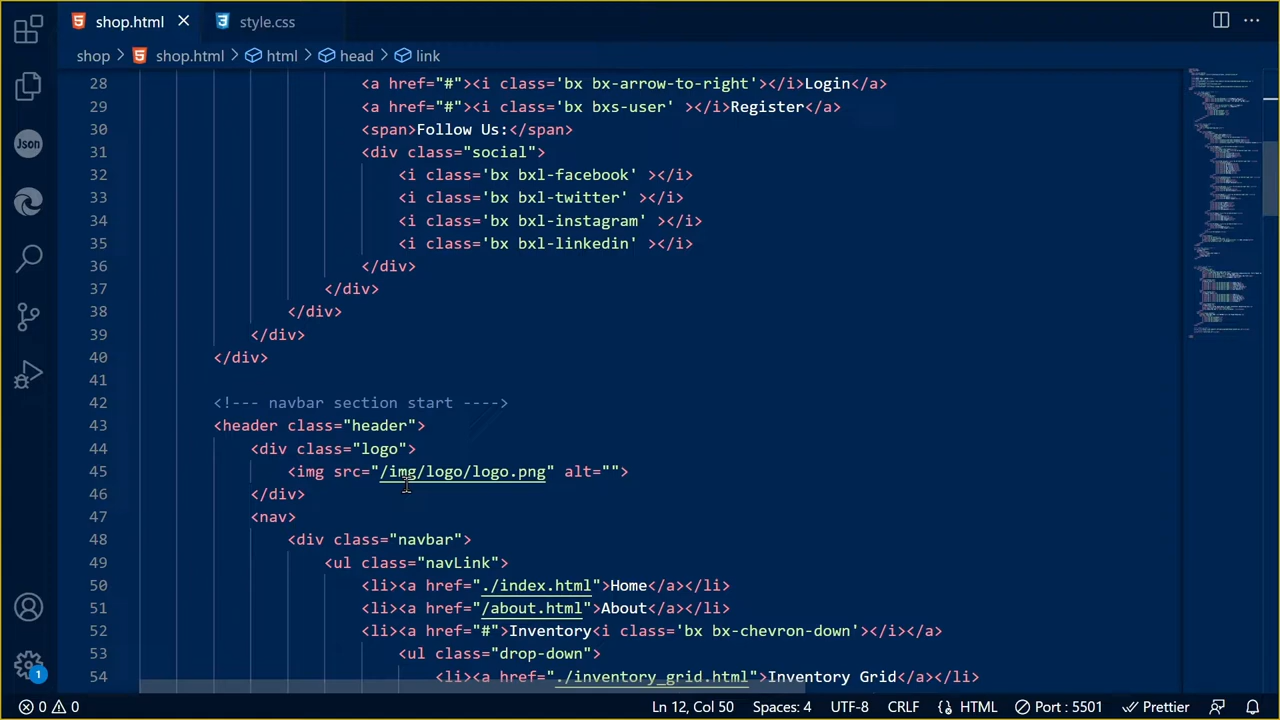 shop.html
style.css
shop > shop.html > html > head > link
28 <a href="#"><i class='bx bx-arrow-to-right'></i>Login</a>
29 <a href="#"><i class='bx bxs-user' ></i>Register</a>
30 <span>Follow Us:</span>
31 <div class="social">
32 <i class='bx bxl-facebook' ></i>
33 <i class='bx bxl-twitter' ></i>
34 <i class='bx bxl-instagram' ></i>
35 <i class='bx bxl-linkedin' ></i>
36 </div>
37 </div>
38 </div>
39 </div>
40 </div>
41
42 <!--- navbar section start ---->
43 <header class="header">
44 <div class="logo">
45 <img src="/img/logo/logo.png" alt="">
46 </div>
47 <nav>
48 <div class="navbar">
49 <ul class="navLink">
50 <li><a href="./index.html">Home</a></li>
51 <li><a href="/about.html">About</a></li>
52 <li><a href="#">Inventory<i class='bx bx-chevron-down'></i></a>
53 <ul class="drop-down">
54 <li><a href="./inventory_grid.html">Inventory Grid</a></li>
Json
1
0 0
Ln 12, Col 50
Spaces: 4
UTF-8
CRLF
HTML
Port : 5501
Prettier